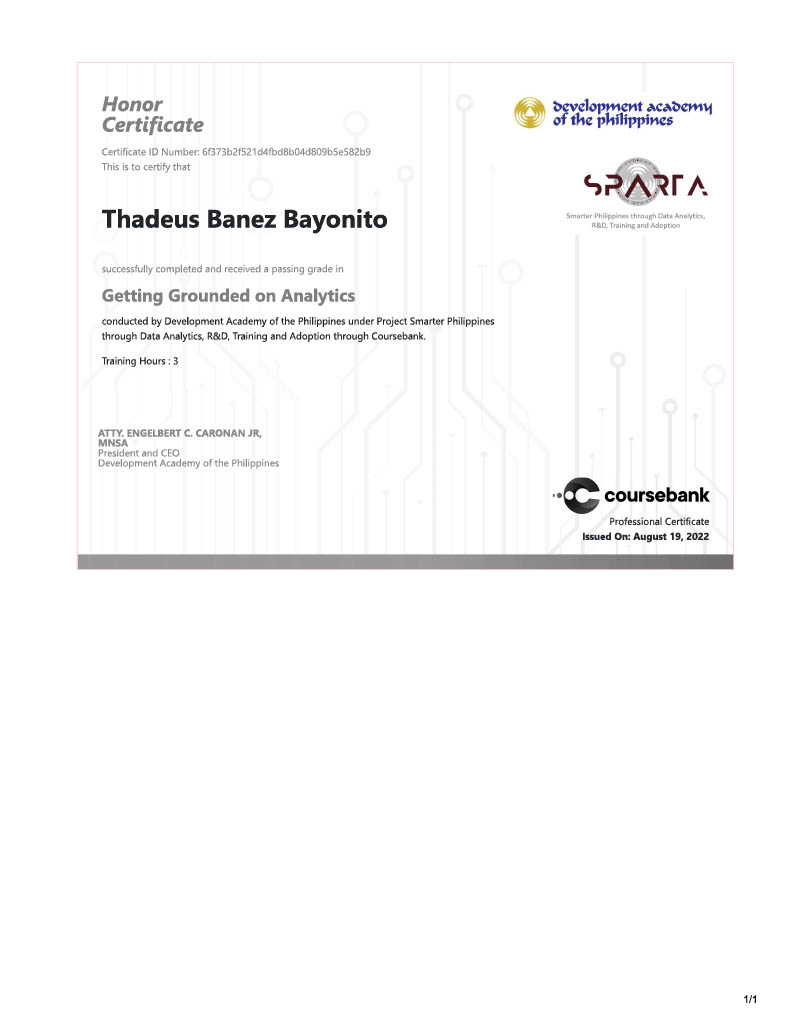 Honor
Certificate
Certificate ID Number: 6f373b2f521d4fbd8b04d809b5e582b9
This is to certify that
Thadeus Banez Bayonito
successfully completed and received a passing grade in
Getting Grounded on Analytics
conducted by Development Academy of the Philippines under Project Smarter Philippines
through Data Analytics, R&D, Training and Adoption through Coursebank.
Training Hours : 3
ATTY. ENGELBERT C. CARONAN JR,
MNSA
President and CEO
Development Academy of the Philippines
development academy
of the philippines
SPARTA
Smarter Philippines through Data Analytics,
R&D, Training and Adoption
coursebank
Professional Certificate
Issued On: August 19, 2022
1/1